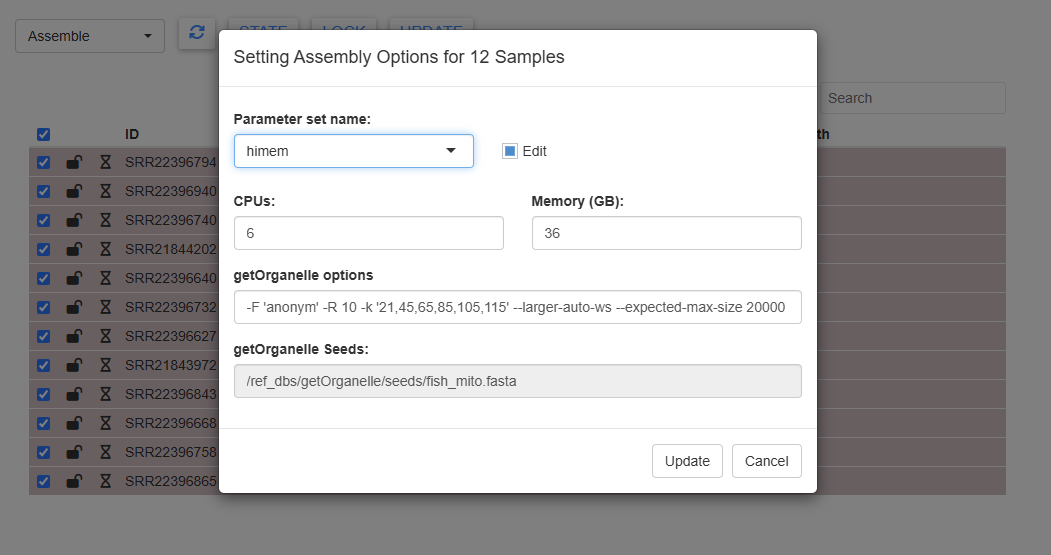 Assemble STATE LOCK UPDATE
Setting Assembly Options for 12 Samples
Search
Parameter set name:
ID
th
himem Edit
SRR22396794
SRR22396940
CPUs: Memory (GB):
SRR22396740
6 36
SRR21844202
getOrganelle options
SRR22396640
-F 'anonym' -R 10 -k '21,45,65,85,105,115' --larger-auto-ws --expected-max-size 20000
SRR22396732
SRR22396627
getOrganelle Seeds:
SRR21843972
/ref_dbs/getOrganelle/seeds/fish_mito.fasta
SRR22396843
SRR22396668
SRR22396758
Update Cancel
SRR22396865